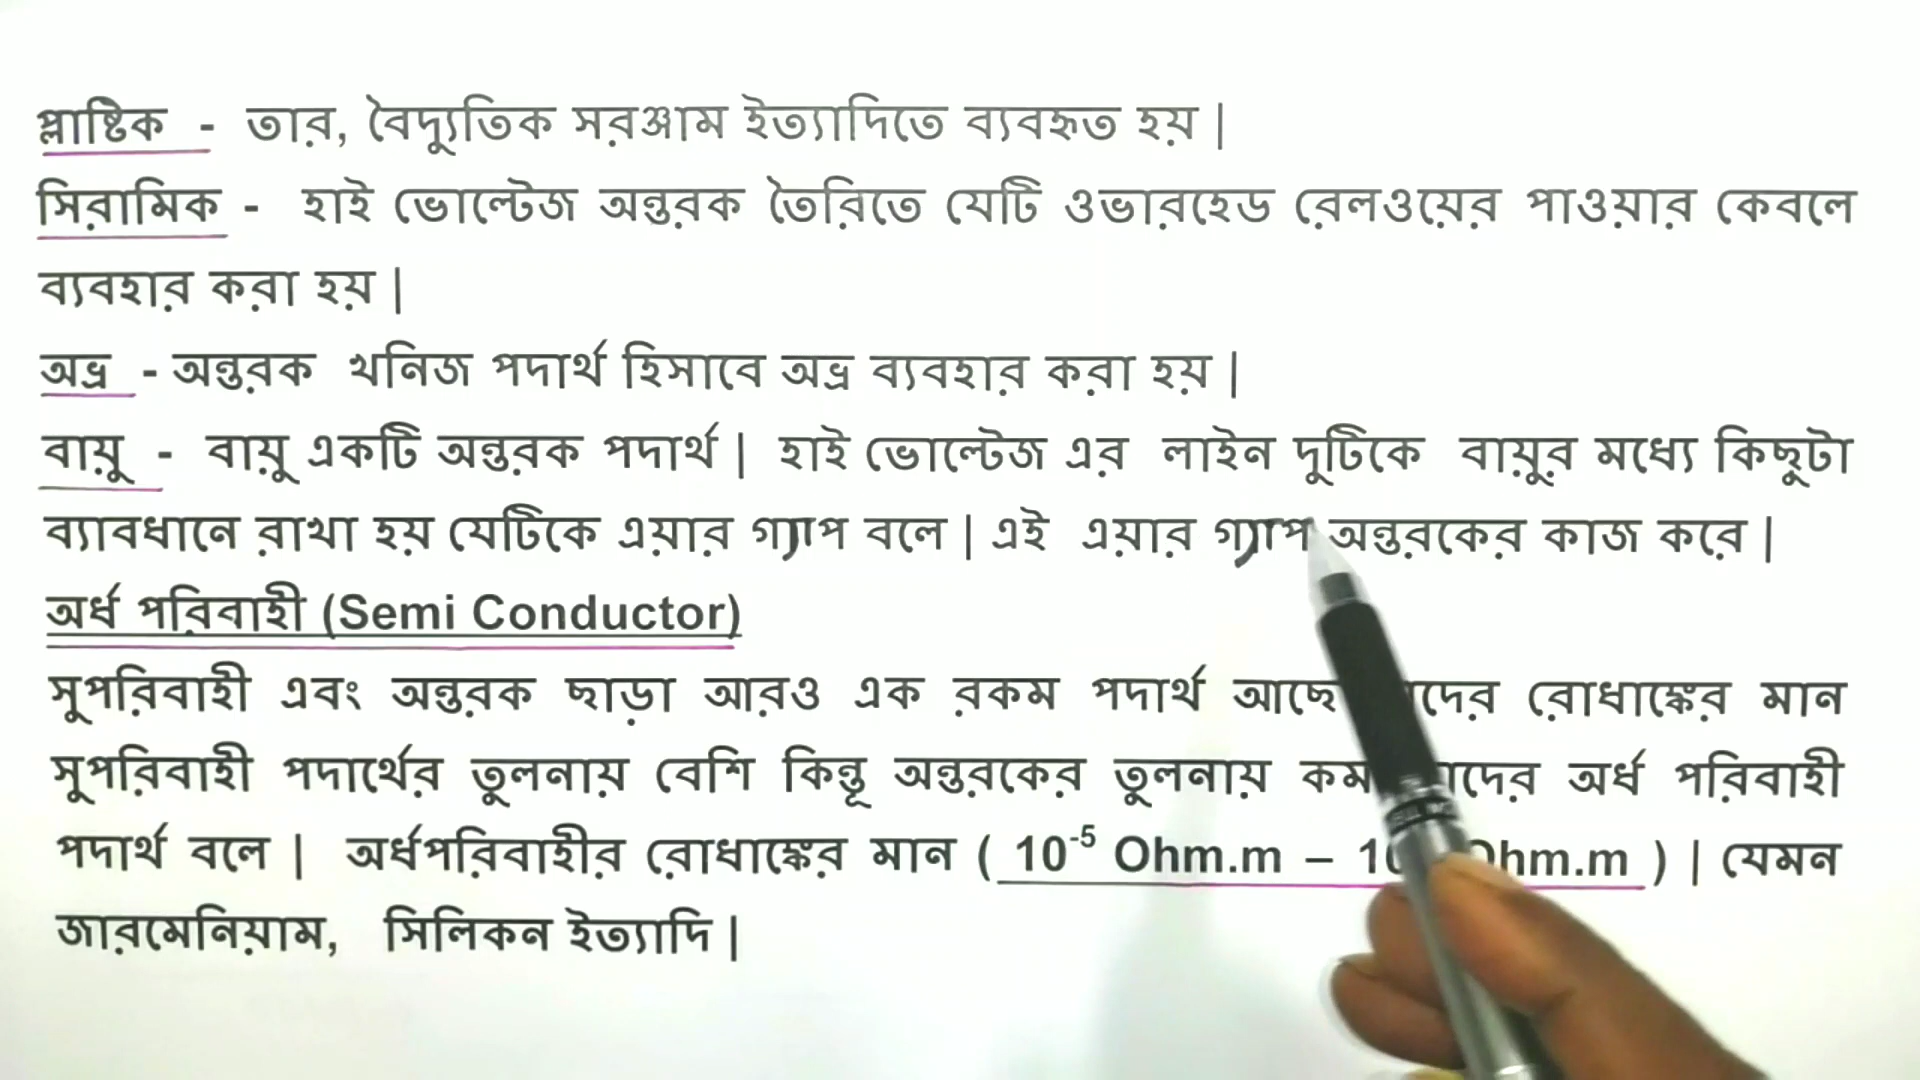 প্লাষ্টিক - তার, বৈদ্যুতিক সরঞ্জাম ইত্যাদিতে ব্যবহৃত হয় |
সিরামিক - হাই ভোল্টেজ অন্তরক তৈরিতে যেটি ওভারহেড রেলওয়ের পাওয়ার কেবলে
ব্যবহার করা হয় |
অভ্র - অন্তরক খনিজ পদার্থ হিসাবে অভ্র ব্যবহার করা হয় |
বায়ু - বায়ু একটি অন্তরক পদার্থ | হাই ভোল্টেজ এর লাইন দুটিকে বায়ুর মধ্যে কিছুটা
ব্যাবধানে রাখা হয় যেটিকে এয়ার গ্যাপ বলে | এই এয়ার গ্যাপ অন্তরকের কাজ করে |
অর্ধ পরিবাহী (Semi Conductor)
সুপরিবাহী এবং অন্তরক ছাড়া আরও এক রকম পদার্থ আছে রোধাঙ্কের মান
সুপরিবাহী পদার্থের তুলনায় বেশি কিন্তূ অন্তরকের তুলনায় কম অর্ধ পরিবাহী
পদার্থ বলে | অর্ধপরিবাহীর রোধাঙ্কের মান ( 10⁻⁵ Ohm.m – Ohm.m ) | যেমন
জারমেনিয়াম, সিলিকন ইত্যাদি |